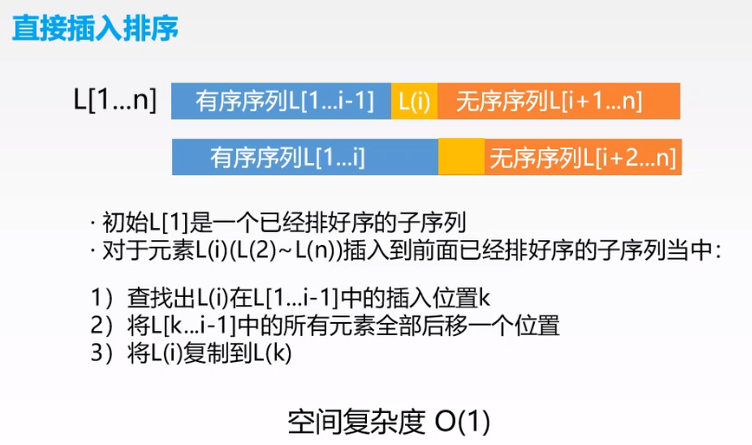 直接插入排序
L[1...n] 有序序列L[1...i-1] L(i) 无序序列L[i+1...n]
有序序列L[1...i] 无序序列L[i+2...n]
· 初始L[1]是一个已经排好序的子序列
· 对于元素L(i)(L(2)~L(n))插入到前面已经排好序的子序列当中：
1）查找出L(i)在L[1...i-1]中的插入位置k
2）将L[k...i-1]中的所有元素全部后移一个位置
3）将L(i)复制到L(k)
空间复杂度 O(1)